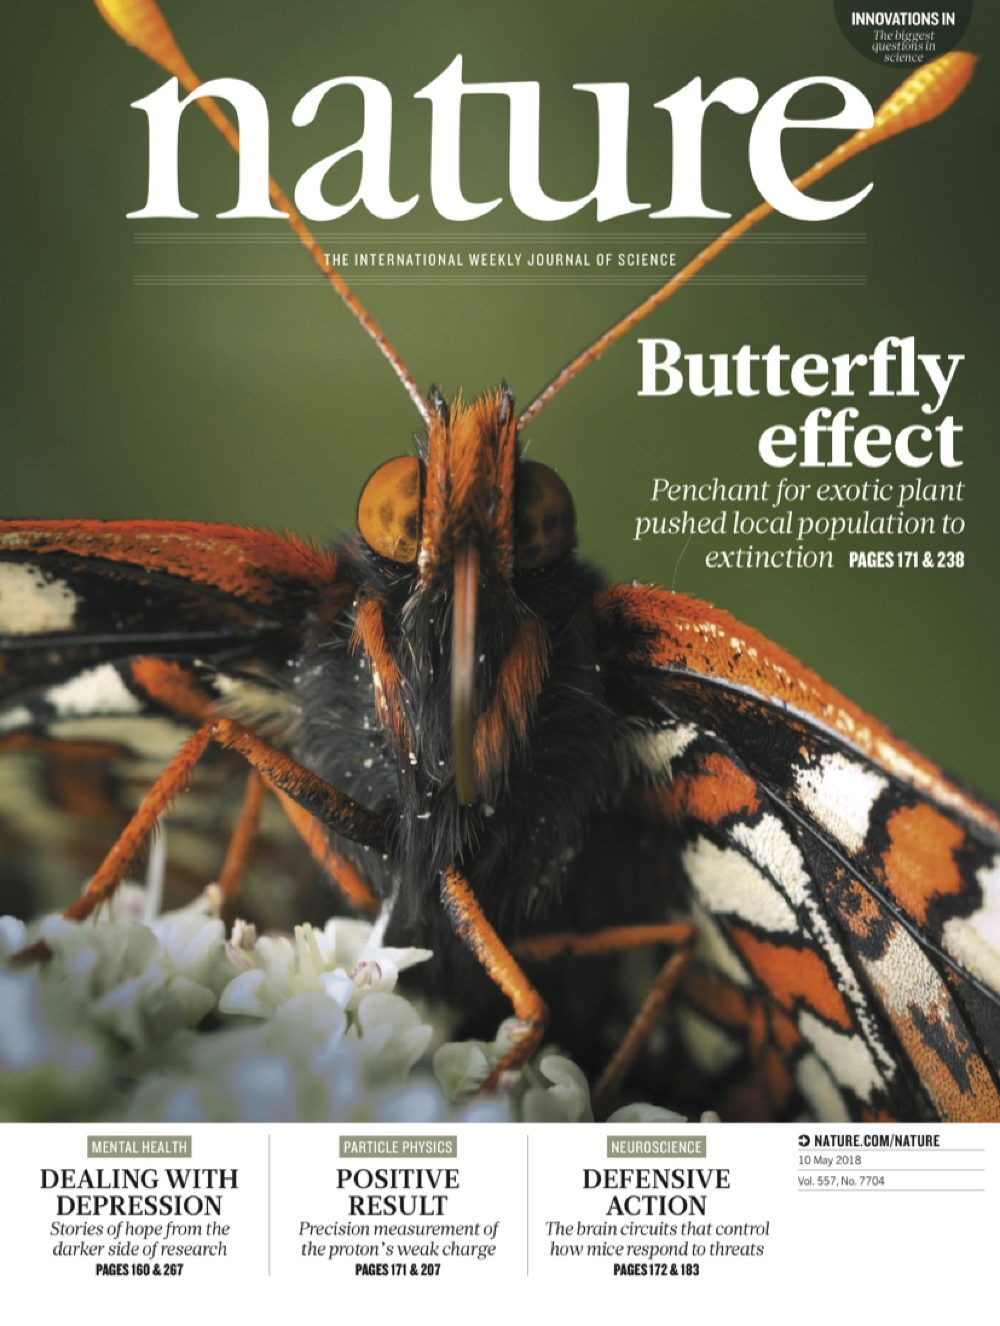 INNOVATIONS IN
The biggest
questions in
science
nature
THE INTERNATIONAL WEEKLY JOURNAL OF SCIENCE
Butterfly
effect
Penchant for exotic plant
pushed local population to
extinction PAGES 171 & 238
MENTAL HEALTH
DEALING WITH
DEPRESSION
Stories of hope from the
darker side of research
PAGES 160 & 267
PARTICLE PHYSICS
POSITIVE
RESULT
Precision measurement of
the proton's weak charge
PAGES 171 & 207
NEUROSCIENCE
DEFENSIVE
ACTION
The brain circuits that control
how mice respond to threats
PAGES 172 & 183
NATURE.COM/NATURE
10 May 2018
Vol. 557, No. 7704